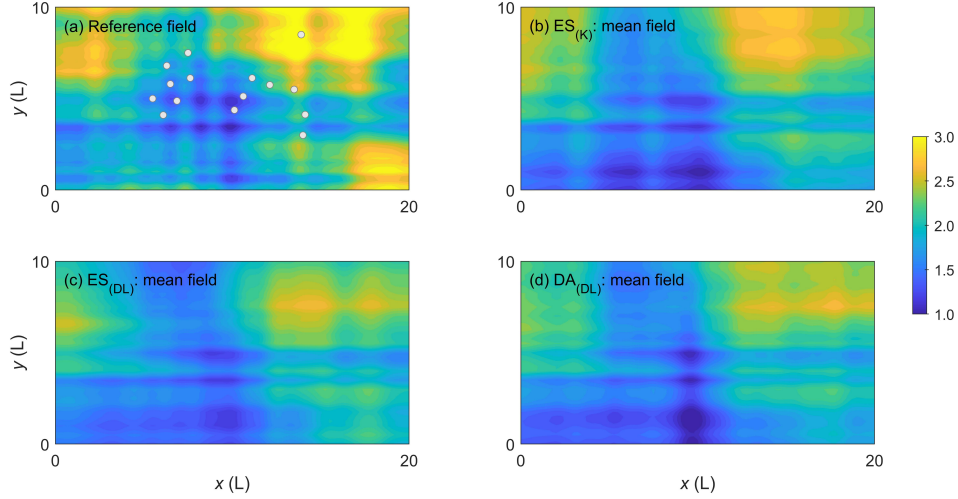 (a) Reference field
(b) ES(K): mean field
10
10
y (L)
0
0
20
0
20
3.0
2.5
2.0
1.5
1.0
(c) ES(DL): mean field
(d) DA(DL): mean field
10
10
y (L)
0
0
0
20
0
20
x (L)
x (L)